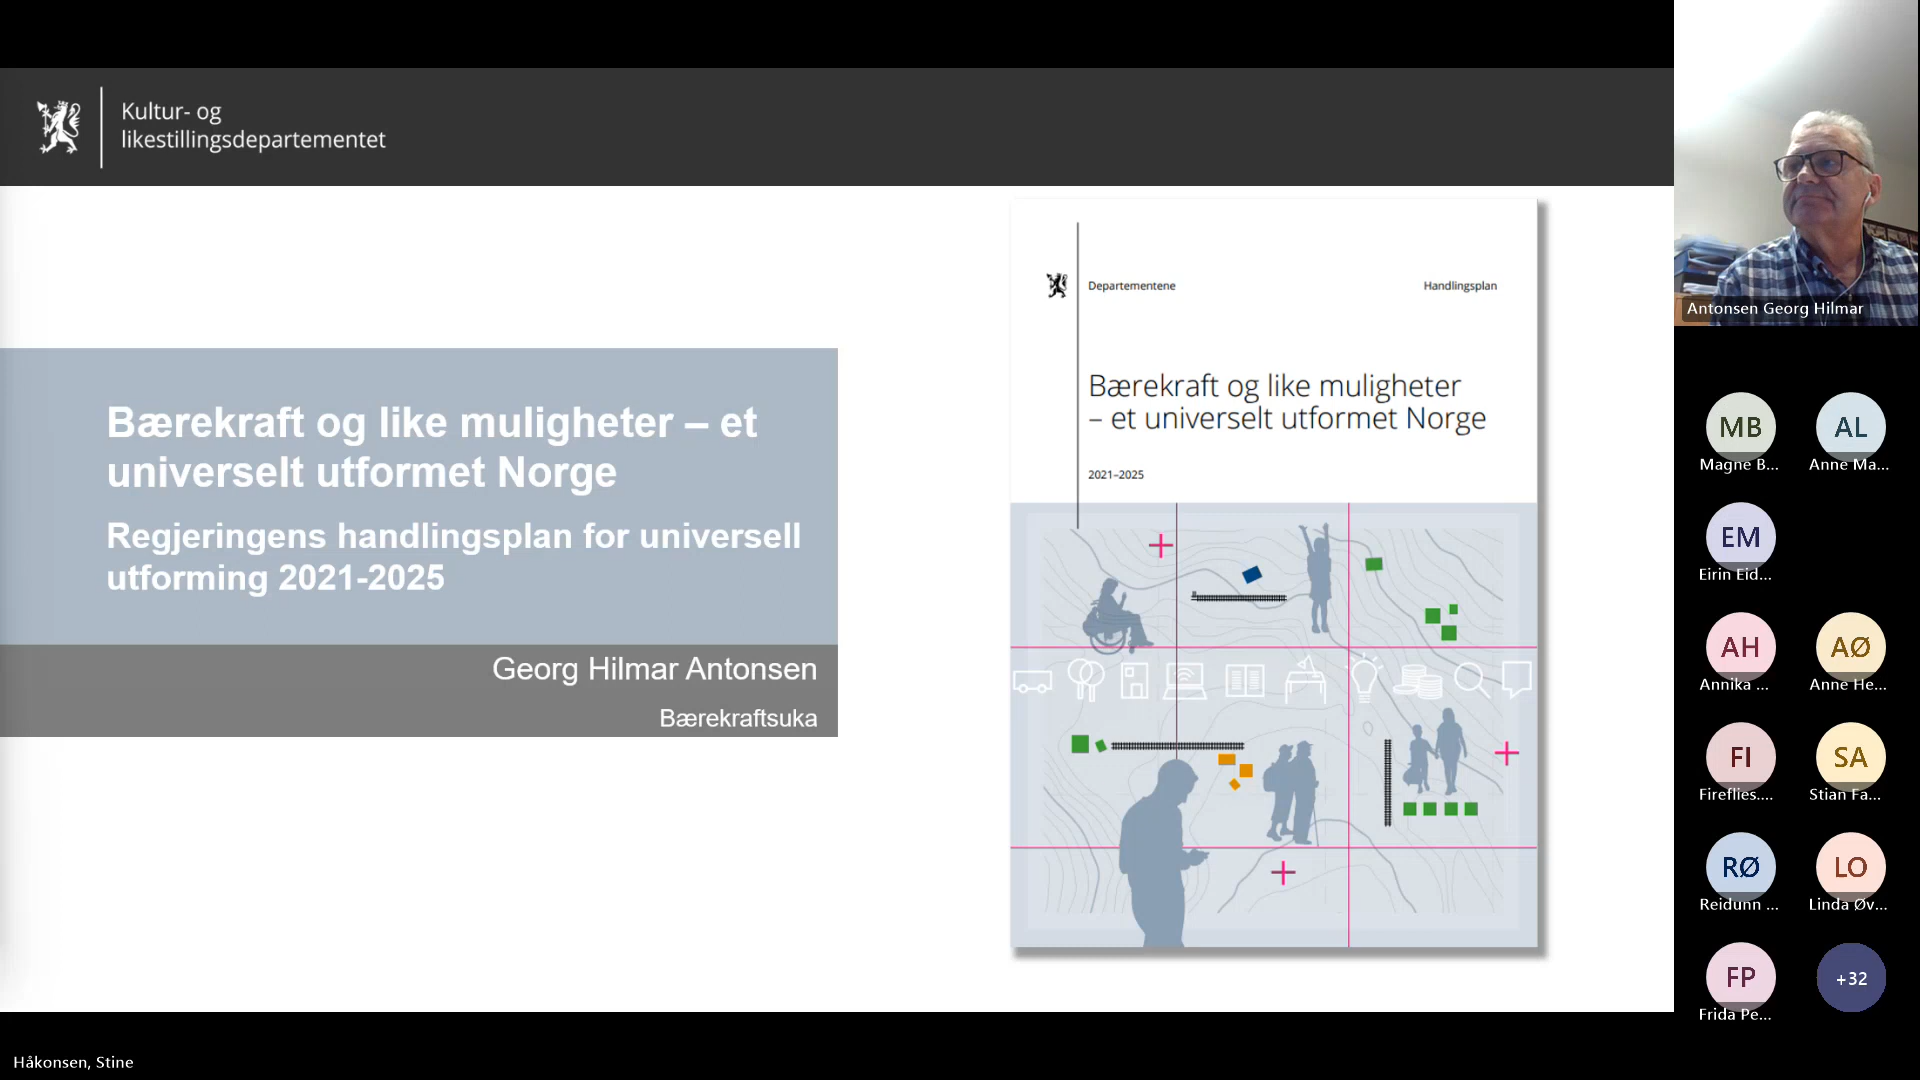 Kultur- og
likestillingsdepartementet
Bærekraft og like muligheter – et
universelt utformet Norge
Regjeringens handlingsplan for universell
utforming 2021-2025
Georg Hilmar Antonsen
Bærekraftsuka
Departementene
Handlingsplan
Bærekraft og like muligheter
– et universelt utformet Norge
2021–2025
Antonsen Georg Hilmar
MB
Magne B...
AL
Anne Ma...
EM
Eirin Eid...
AH
Annika ...
AØ
Anne He...
FI
Fireflies....
SA
Stian Fa...
RØ
Reidunn ...
LO
Linda Øv...
FP
Frida Pe...
+32
Håkonsen, Stine